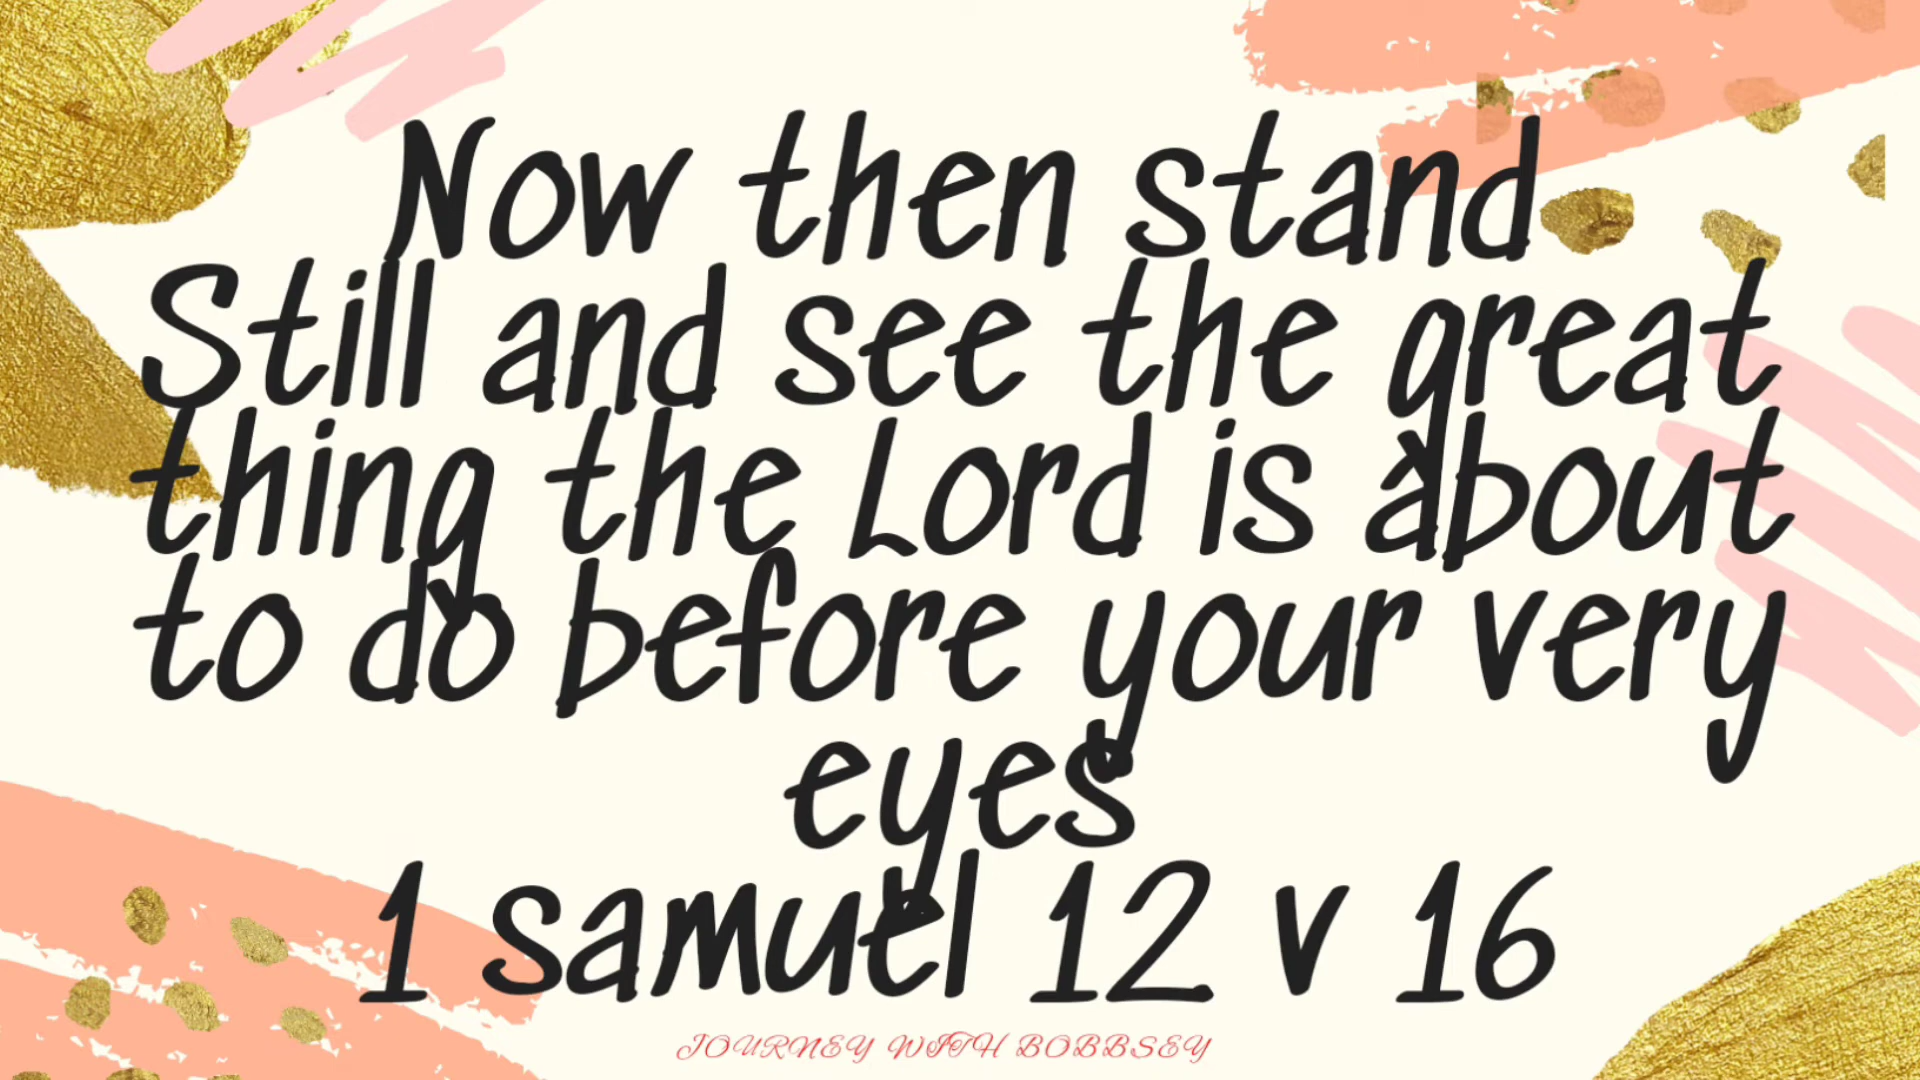 Now then stand
Still and see the great
thing the Lord is about
to do before your very
eyes
1 samuel 12 v 16
JOURNEY WITH BOBBSEY